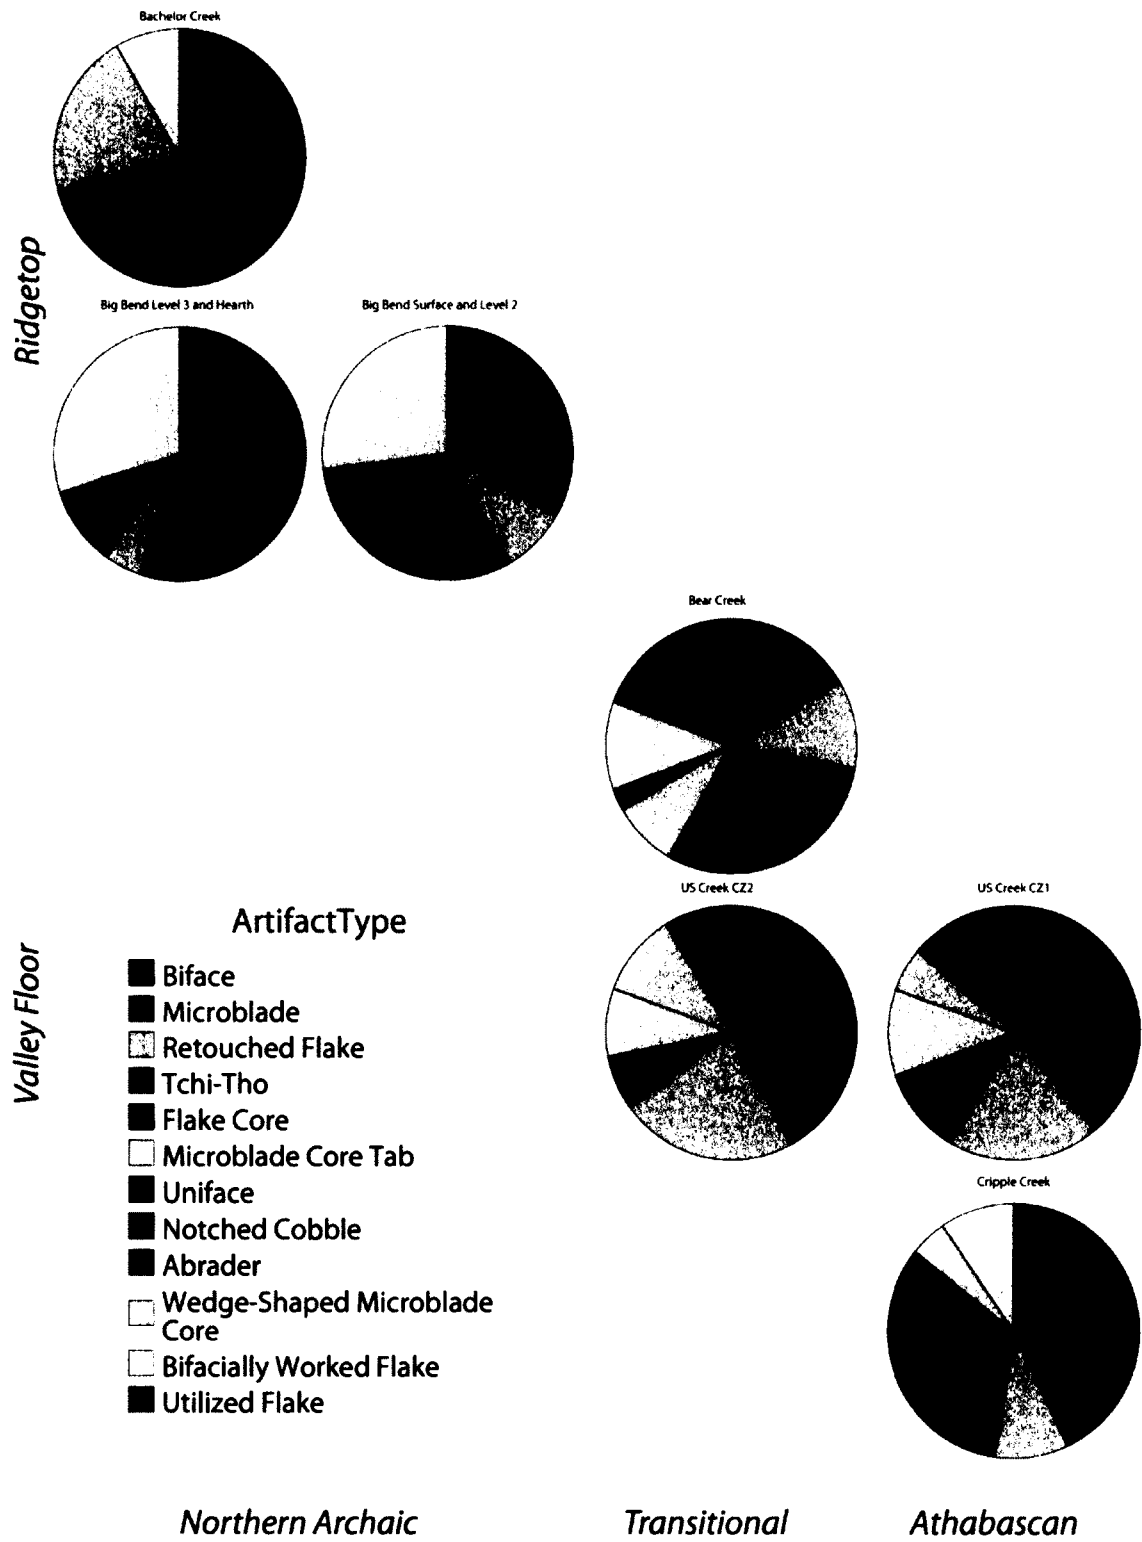 Bachelor Creek
Ridgetop
Big Bend Level 3 and Hearth
Big Bend Surface and Level 2
Bear Creek
US Creek CZ2
US Creek CZ1
Valley Floor
ArtifactType
Biface
Microblade
Retouched Flake
Tchi-Tho
Flake Core
Microblade Core Tab
Uniface
Notched Cobble
Abrader
Wedge-Shaped Microblade
Core
Bifacially Worked Flake
Utilized Flake
Cripple Creek
Northern Archaic
Transitional
Athabascan